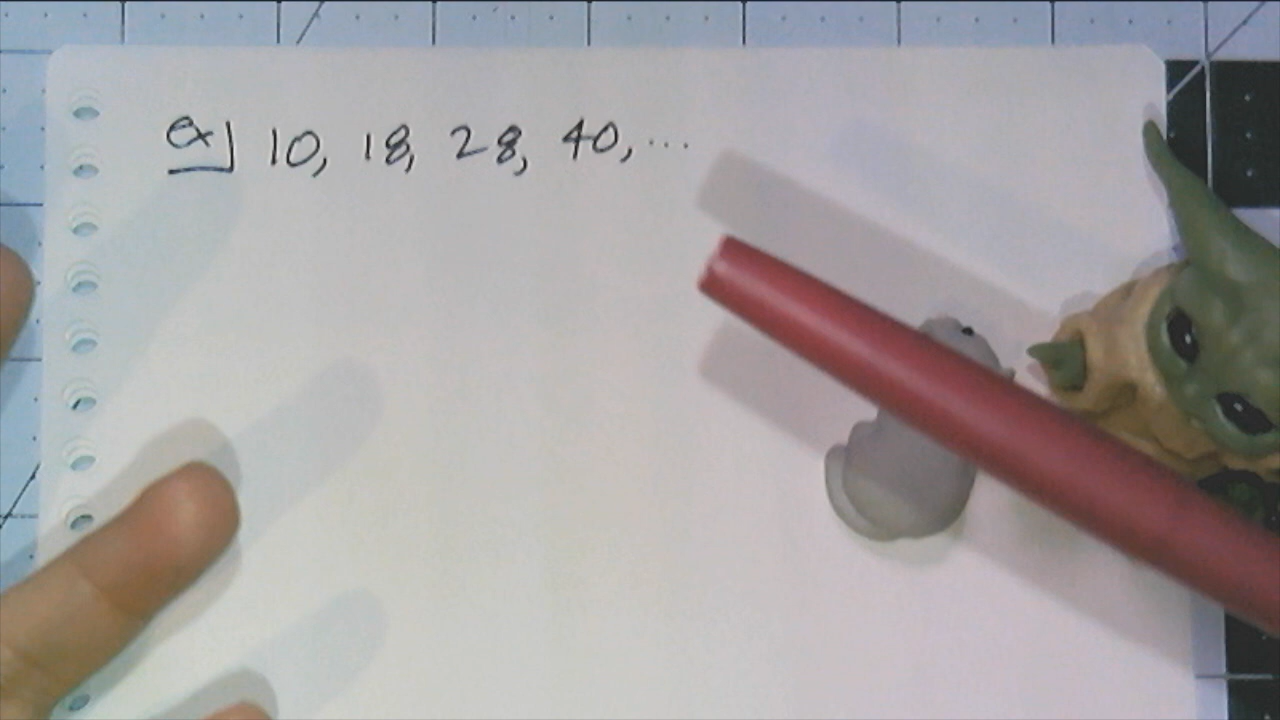 ex] 10, 18, 28, 40, ...